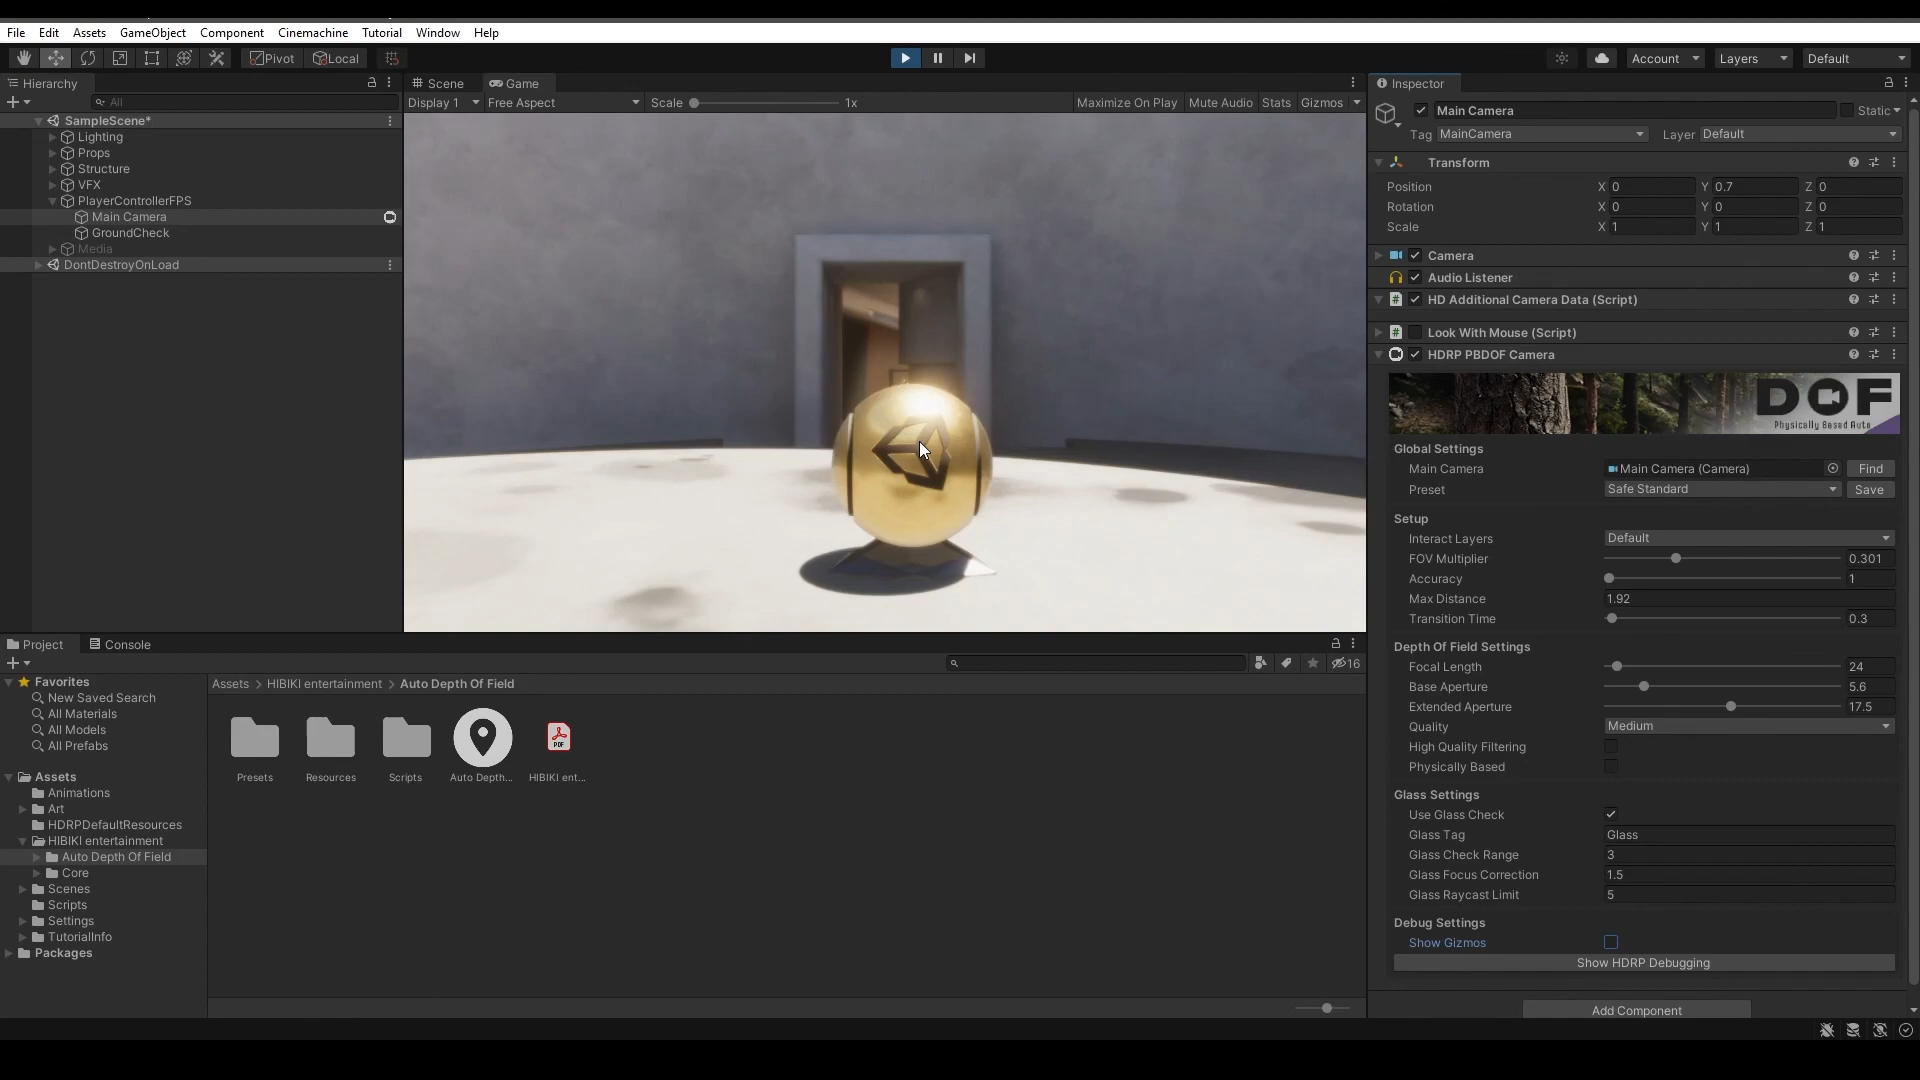 File Edit Assets GameObject Component Cinemachine Tutorial Window Help
Pivot Local Account Layers Default
Hierarchy
All
SampleScene*
Lighting
Props
Structure
VFX
PlayerControllerFPS
Main Camera
GroundCheck
Media
DontDestroyOnLoad
Scene Game
Display 1 Free Aspect Scale 1x Maximize On Play Mute Audio Stats Gizmos
Inspector
Main Camera Static
Tag MainCamera Layer Default
Transform
Position X 0 Y 0.7 Z 0
Rotation X 0 Y 0 Z 0
Scale X 1 Y 1 Z 1
Camera
Audio Listener
HD Additional Camera Data (Script)
Look With Mouse (Script)
HDRP PBDOF Camera
DOF
Physically Based Auto
Global Settings
Main Camera Main Camera (Camera) Find
Preset Safe Standard Save
Setup
Interact Layers Default
FOV Multiplier 0.301
Accuracy 1
Max Distance 1.92
Transition Time 0.3
Depth Of Field Settings
Focal Length 24
Base Aperture 5.6
Extended Aperture 17.5
Quality Medium
High Quality Filtering
Physically Based
Glass Settings
Use Glass Check
Glass Tag Glass
Glass Check Range 3
Glass Focus Correction 1.5
Glass Raycast Limit 5
Debug Settings
Show Gizmos
Show HDRP Debugging
Add Component
Project Console
16
Favorites
New Saved Search
All Materials
All Models
All Prefabs
Assets
Animations
Art
HDRPDefaultResources
HIBIKI entertainment
Auto Depth Of Field
Core
Scenes
Scripts
Settings
TutorialInfo
Packages
Assets > HIBIKI entertainment > Auto Depth Of Field
PDF
Presets Resources Scripts Auto Depth... HIBIKI ent...